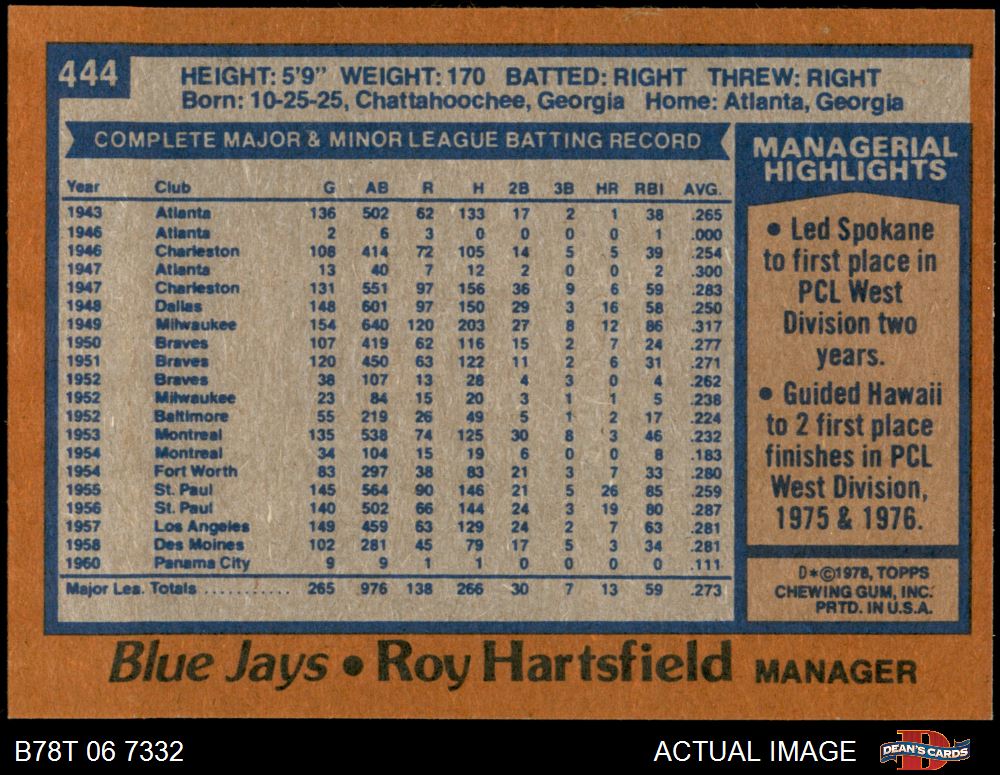 444
HEIGHT: 5'9" WEIGHT: 170 BATTED: RIGHT THREW: RIGHT
Born: 10-25-25, Chattahoochee, Georgia Home: Atlanta, Georgia
COMPLETE MAJOR & MINOR LEAGUE BATTING RECORD
Year Club G AB R H 2B 3B HR RBI AVG.
1943 Atlanta 136 502 62 133 17 2 1 38 .265
1946 Atlanta 2 6 3 0 0 0 0 1 .000
1946 Charleston 108 414 72 105 14 5 5 39 .254
1947 Atlanta 13 40 7 12 2 0 0 2 .300
1947 Charleston 131 551 97 156 36 9 6 59 .283
1948 Dallas 148 601 97 150 29 3 16 58 .250
1949 Milwaukee 154 640 120 203 27 8 12 86 .317
1950 Braves 107 419 62 116 15 2 7 24 .277
1951 Braves 120 450 63 122 11 2 6 31 .271
1952 Braves 38 107 13 28 4 3 0 4 .262
1952 Milwaukee 23 84 15 20 3 1 1 5 .238
1952 Baltimore 55 219 26 49 5 1 2 17 .224
1953 Montreal 135 538 74 125 30 8 3 46 .232
1954 Montreal 34 104 15 19 6 0 0 8 .183
1954 Fort Worth 83 297 38 83 21 3 7 33 .280
1955 St. Paul 145 564 90 146 21 5 26 85 .259
1956 St. Paul 140 502 66 144 24 3 19 80 .287
1957 Los Angeles 149 459 63 129 24 2 7 63 .281
1958 Des Moines 102 281 45 79 17 5 3 34 .281
1960 Panama City 9 9 1 1 0 0 0 0 .111
Major Lea. Totals ........... 265 976 138 266 30 7 13 59 .273
MANAGERIAL
HIGHLIGHTS
• Led Spokane
to first place in
PCL West
Division two
years.
• Guided Hawaii
to 2 first place
finishes in PCL
West Division,
1975 & 1976.
D*©1978, TOPPS
CHEWING GUM, INC.
PRTD. IN U.S.A.
Blue Jays • Roy Hartsfield MANAGER
B78T 06 7332
ACTUAL IMAGE
D
DEAN'S CARDS